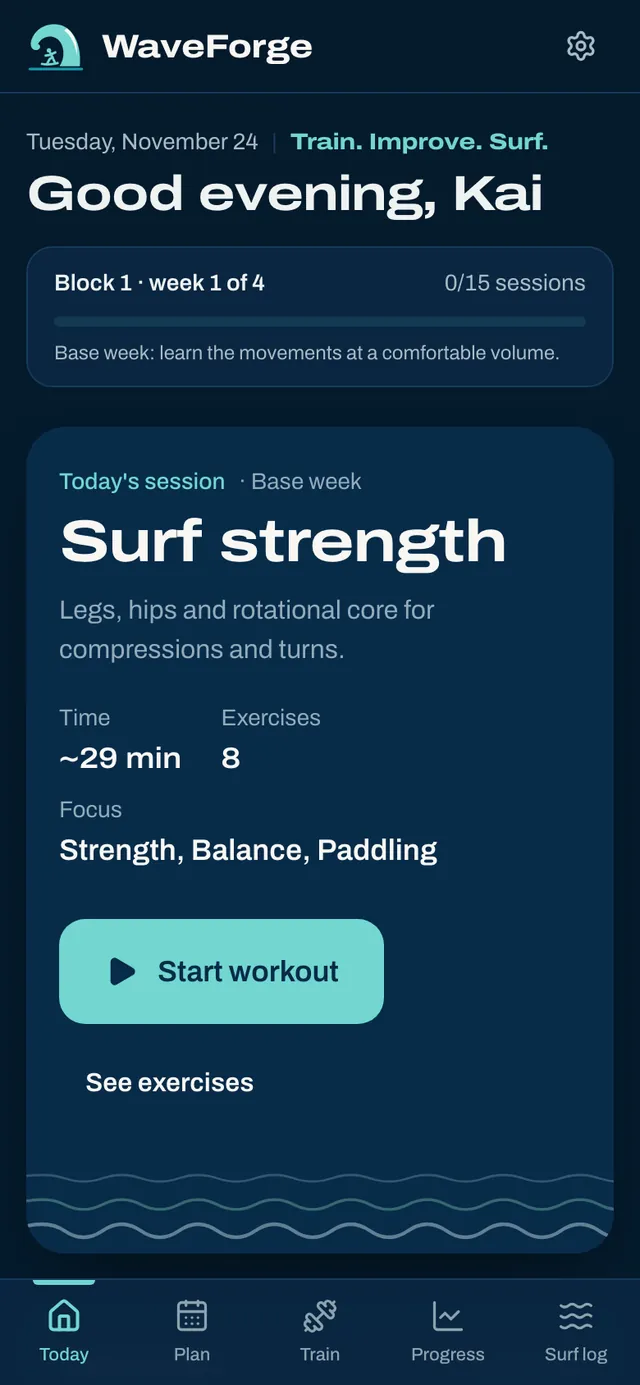 WaveForge
Tuesday, November 24 | Train. Improve. Surf.
Good evening, Kai
Block 1 · week 1 of 4
0/15 sessions
Base week: learn the movements at a comfortable volume.
Today's session · Base week
Surf strength
Legs, hips and rotational core for
compressions and turns.
Time
~29 min
Exercises
8
Focus
Strength, Balance, Paddling
Start workout
See exercises
Today
Plan
Train
Progress
Surf log